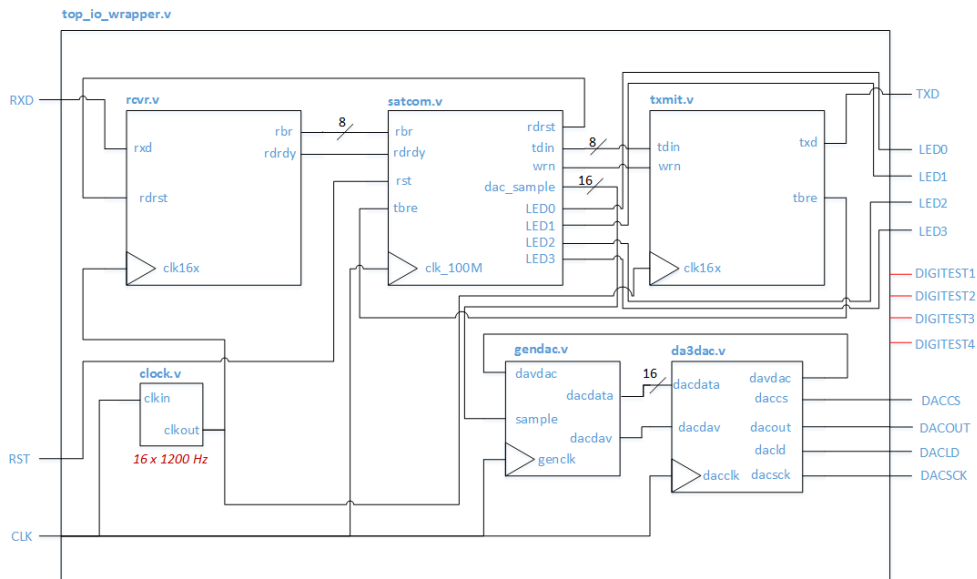 top_io_wrapper.v
RXD
rcvr.v
rbr
rxd
rdrdy
rdrst
clk16x
8
satcom.v
rbr
rdrdy
rst
tbre
clk_100M
rdrst
tdin
wrn
dac_sample
LED0
LED1
LED2
LED3
8
16
txmit.v
tdin
wrn
clk16x
txd
tbre
TXD
LED0
LED1
LED2
LED3
DIGITEST1
DIGITEST2
DIGITEST3
DIGITEST4
clock.v
clkin
clkout
16 x 1200 Hz
RST
CLK
gendac.v
davdac
dacdata
sample
dacdav
genclk
16
da3dac.v
dacdata
dacdav
dacclk
davdac
daccs
dacout
dacld
dacsck
DACCS
DACOUT
DACLD
DACSCK